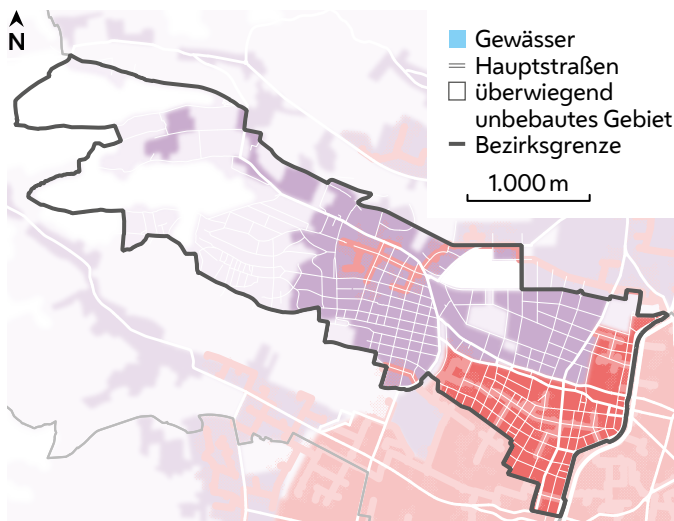 N
Gewässer
Hauptstraßen
überwiegend
unbebautes Gebiet
Bezirksgrenze
1.000 m